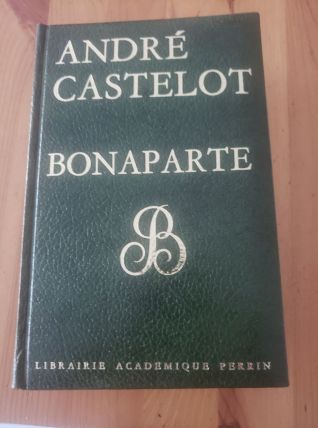 ANDRÉ
CASTELOT
BONAPARTE
B
LIBRAIRIE ACADEMIQUE PERRIN